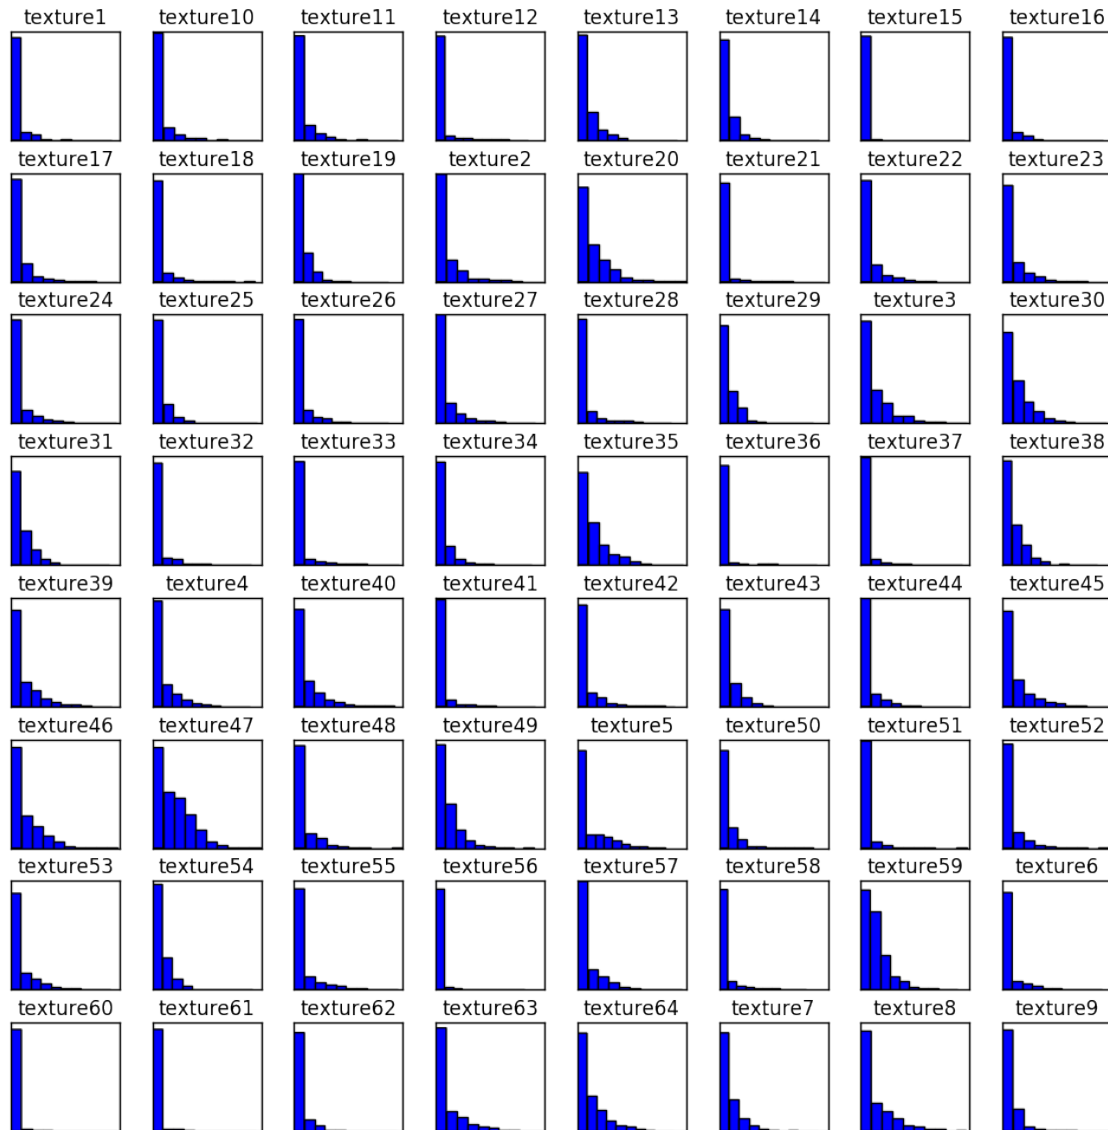 texture1 texture10 texture11 texture12 texture13 texture14 texture15 texture16
texture17 texture18 texture19 texture2 texture20 texture21 texture22 texture23
texture24 texture25 texture26 texture27 texture28 texture29 texture3 texture30
texture31 texture32 texture33 texture34 texture35 texture36 texture37 texture38
texture39 texture4 texture40 texture41 texture42 texture43 texture44 texture45
texture46 texture47 texture48 texture49 texture5 texture50 texture51 texture52
texture53 texture54 texture55 texture56 texture57 texture58 texture59 texture6
texture60 texture61 texture62 texture63 texture64 texture7 texture8 texture9